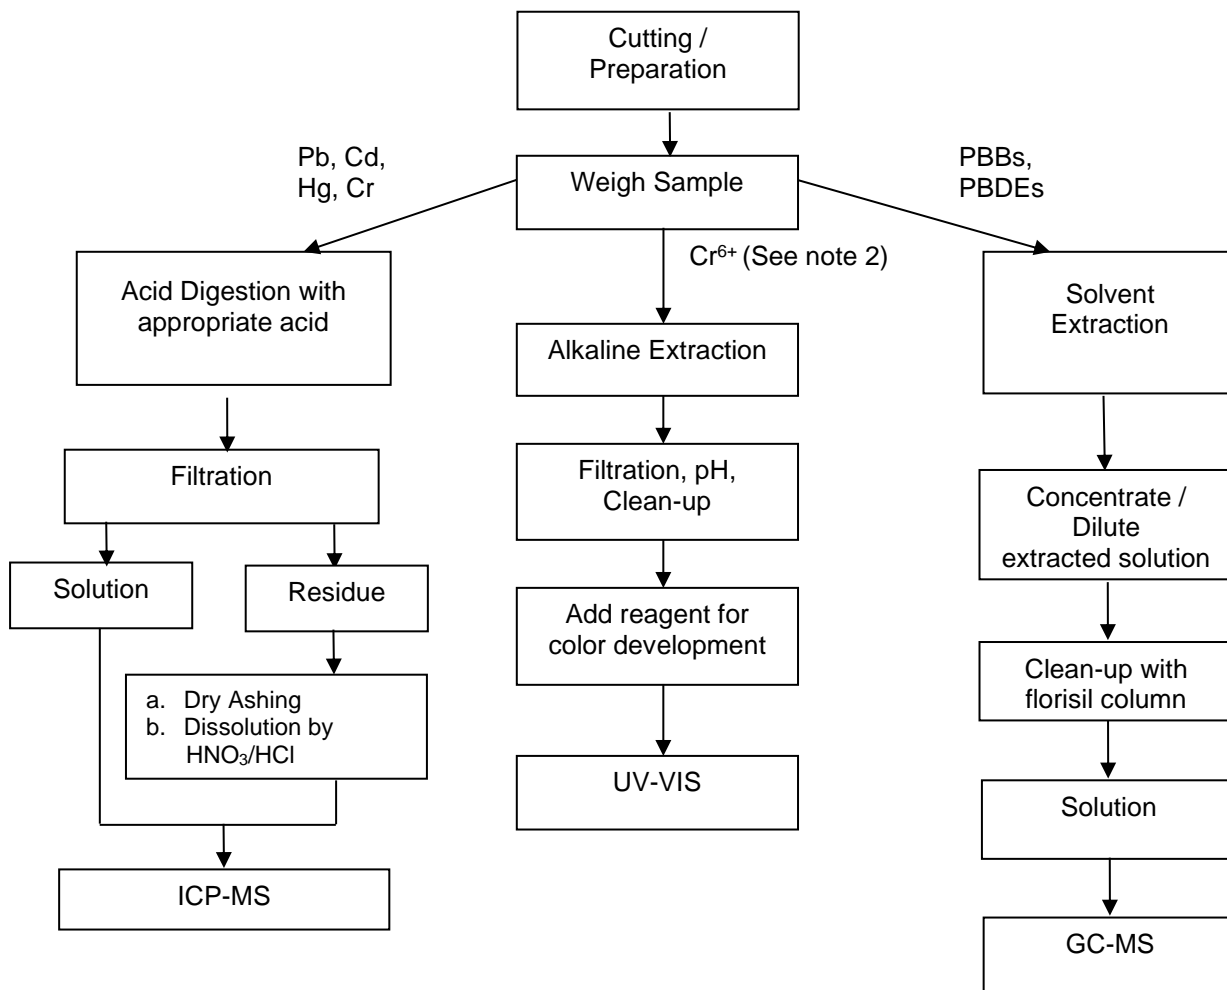 Cutting /
Preparation
Pb, Cd,
Hg, Cr
Weigh Sample
PBBs,
PBDEs
Cr⁶⁺ (See note 2)
Acid Digestion with
appropriate acid
Alkaline Extraction
Solvent
Extraction
Filtration
Filtration, pH,
Clean-up
Concentrate /
Dilute
extracted solution
Solution
Residue
Add reagent for
color development
a. Dry Ashing
b. Dissolution by
HNO₃/HCl
Clean-up with
florisil column
UV-VIS
Solution
ICP-MS
GC-MS